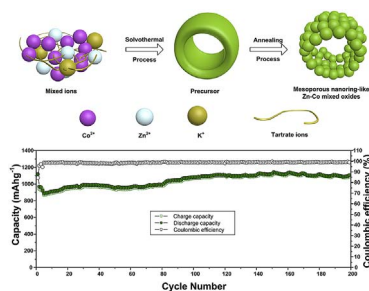 Solvothermal
Process
Annealing
Process
Mixed ions
Precursor
Mesoporous nanoring-like
Zn-Co mixed oxides
Co²⁺
Zn²⁺
K⁺
Tartrate ions
Capacity (mAhg⁻¹)
1400
1200
1000
800
600
400
200
0
Charge capacity
Discharge capacity
Coulombic efficiency
100
90
80
70
60
50
40
30
20
10
0
Coulombic efficiency (%)
0 20 40 60 80 100 120 140 160 180 200
Cycle Number